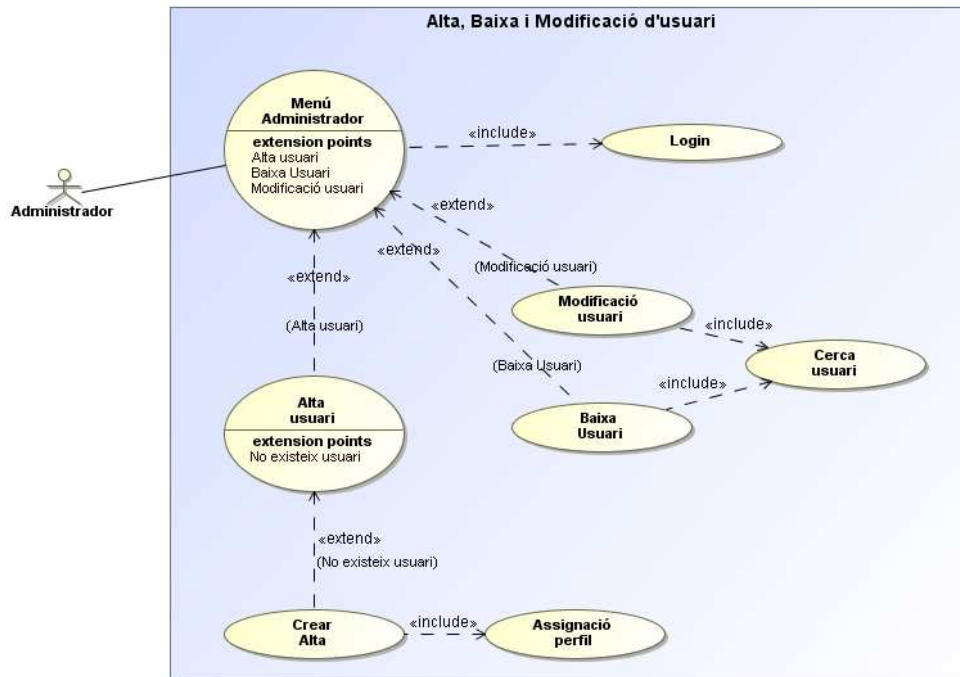 Alta, Baixa i Modificació d'usuari
Menú
Administrador
extension points
Alta usuari
Baixa Usuari
Modificació usuari
«include»
Login
Administrador
«extend»
«extend»
«extend»
(Modificació usuari)
Modificació
usuari
«include»
(Alta usuari)
(Baixa Usuari)
Cerca
usuari
«include»
Alta
usuari
extension points
No existeix usuari
Baixa
Usuari
«extend»
(No existeix usuari)
Crear
Alta
«include»
Assignació
perfil